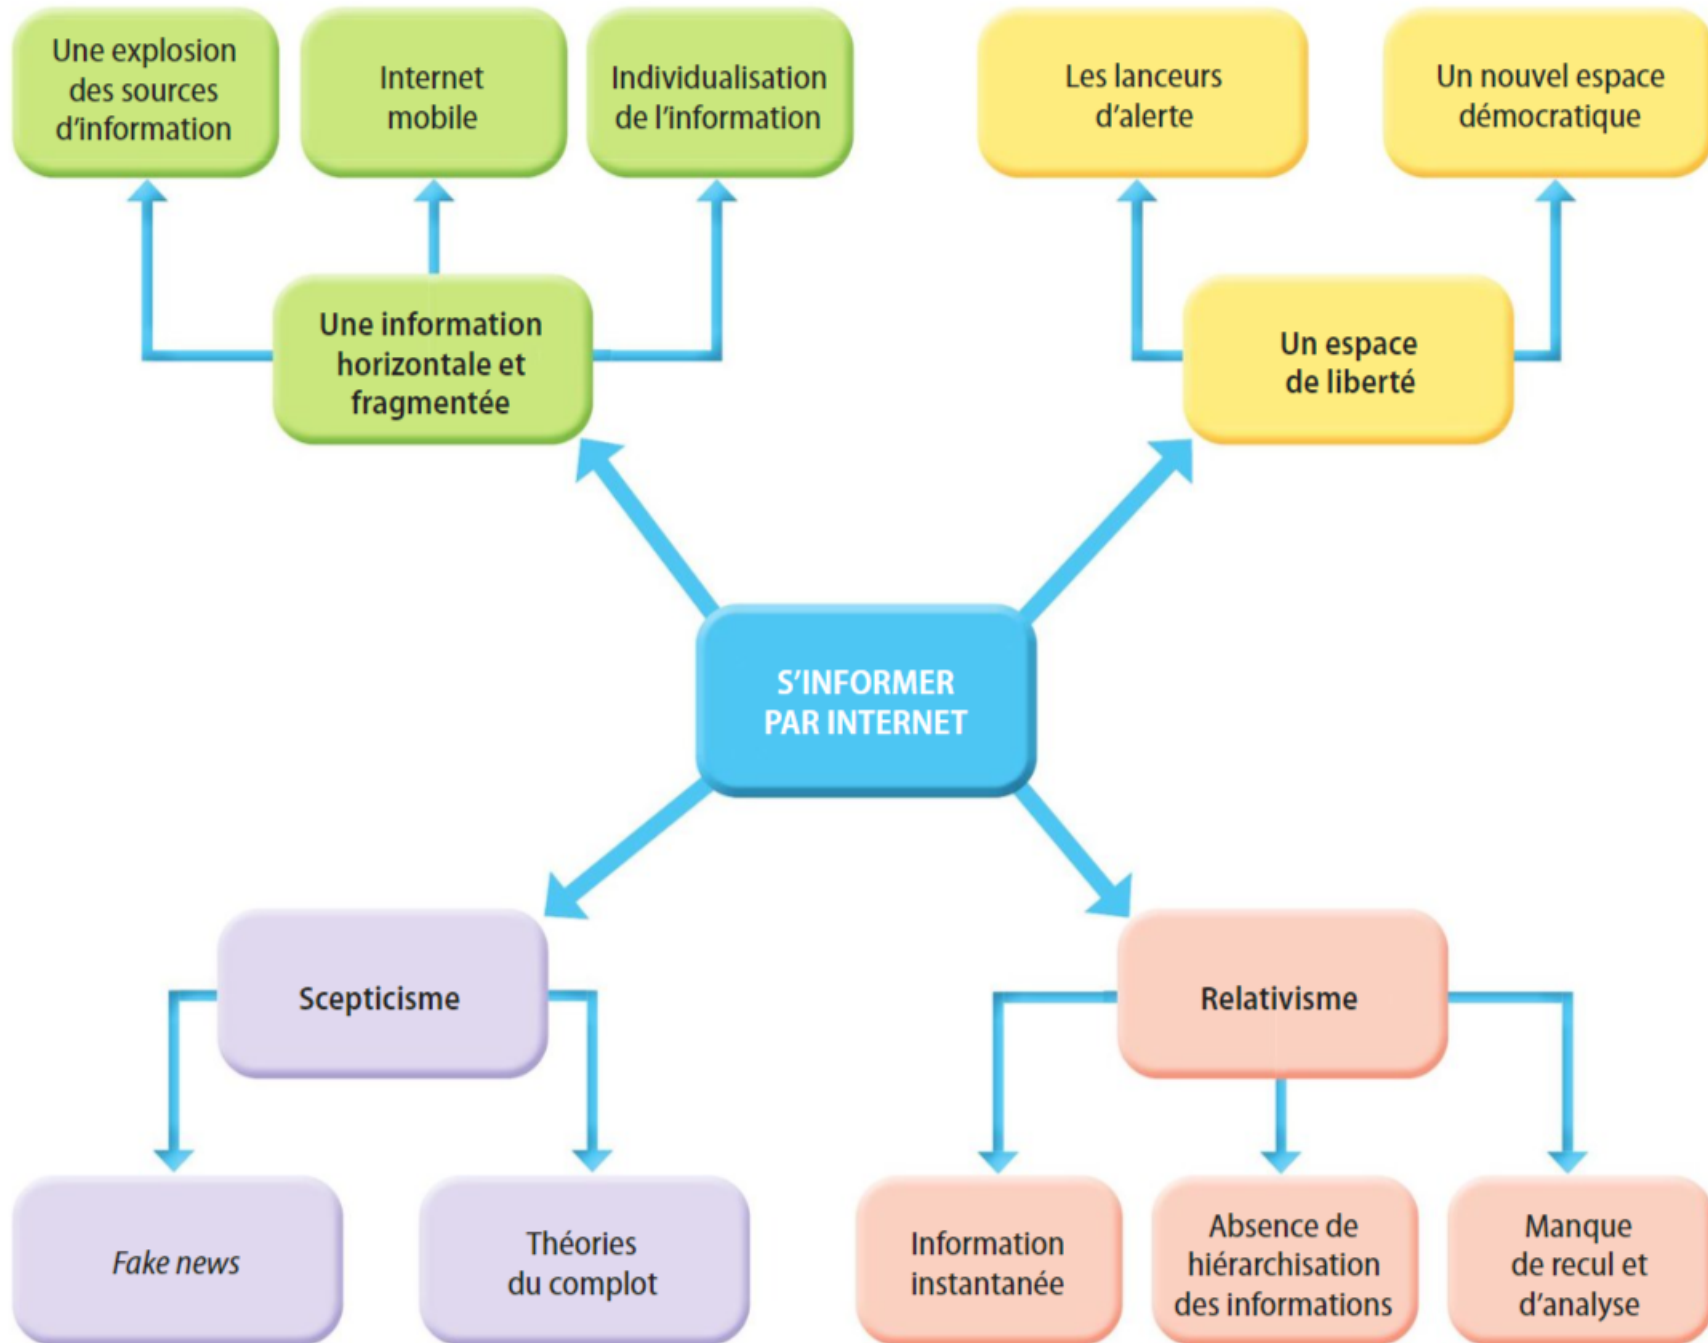 Une explosion
des sources
d’information
Internet
mobile
Individualisation
de l’information
Les lanceurs
d’alerte
Un nouvel espace
démocratique
Une information
horizontale et
fragmentée
Un espace
de liberté
S’INFORMER
PAR INTERNET
Scepticisme
Relativisme
Fake news
Théories
du complot
Information
instantanée
Absence de
hiérarchisation
des informations
Manque
de recul et
d’analyse